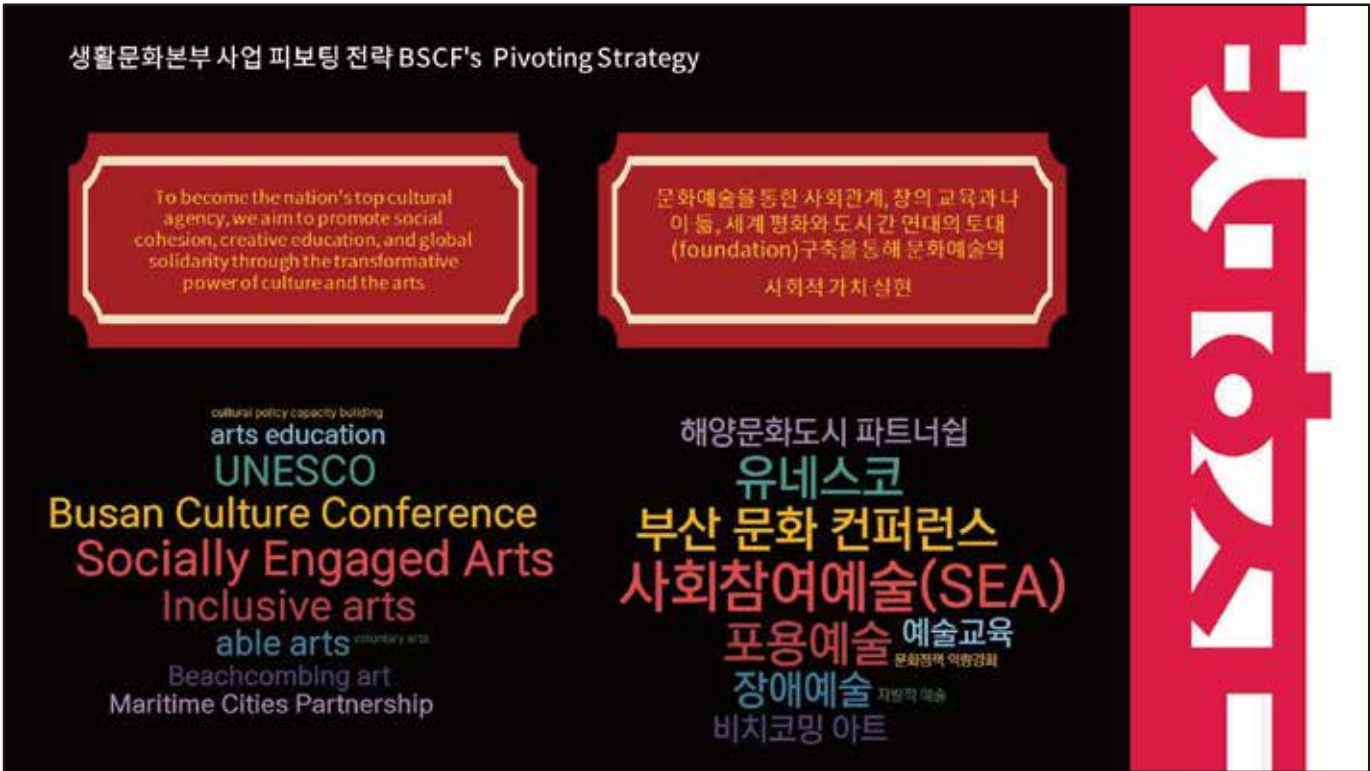 생활문화본부 사업 피보팅 전략 BSCF's Pivoting Strategy
To become the nation's top cultural
agency, we aim to promote social
cohesion, creative education, and global
solidarity through the transformative
power of culture and the arts
문화예술을 통한 사회관계, 창의 교육과 나
이 듦, 세계 평화와 도시 간 연대의 토대
(foundation)구축을 통해 문화예술의
사회적 가치 실현
cultural policy capacity building
arts education
UNESCO
Busan Culture Conference
Socially Engaged Arts
Inclusive arts
able arts voluntary arts
Beachcombing art
Maritime Cities Partnership
해양문화도시 파트너쉽
유네스코
부산 문화 컨퍼런스
사회참여예술(SEA)
포용예술 예술교육
문화정책 역량강화
장애예술 자발적 예술
비치코밍 아트